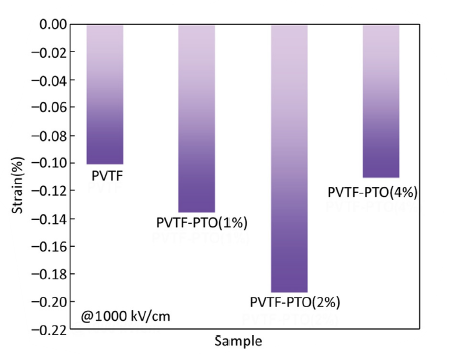 0.00
−0.02
−0.04
−0.06
−0.08
−0.10
−0.12
−0.14
−0.16
−0.18
−0.20
−0.22
Strain(%)
PVTF
PVTF-PTO(1%)
PVTF-PTO(2%)
PVTF-PTO(4%)
@1000 kV/cm
Sample